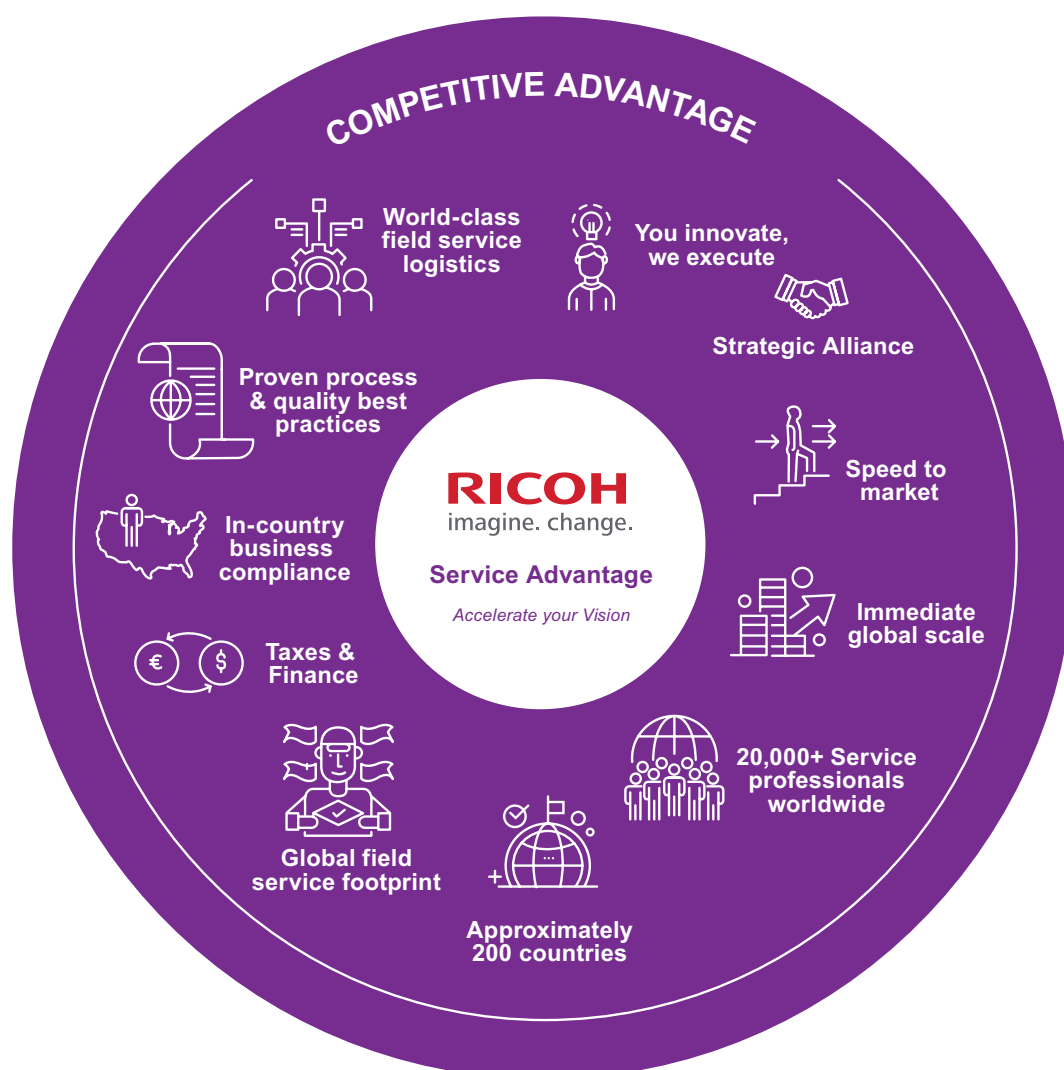 COMPETITIVE ADVANTAGE
World-class
field service
logistics
You innovate,
we execute
Strategic Alliance
Proven process
& quality best
practices
Speed to
market
RICOH
imagine. change.
Service Advantage
Accelerate your Vision
In-country
business
compliance
Immediate
global scale
€
$
Taxes &
Finance
20,000+ Service
professionals
worldwide
Global field
service footprint
Approximately
200 countries